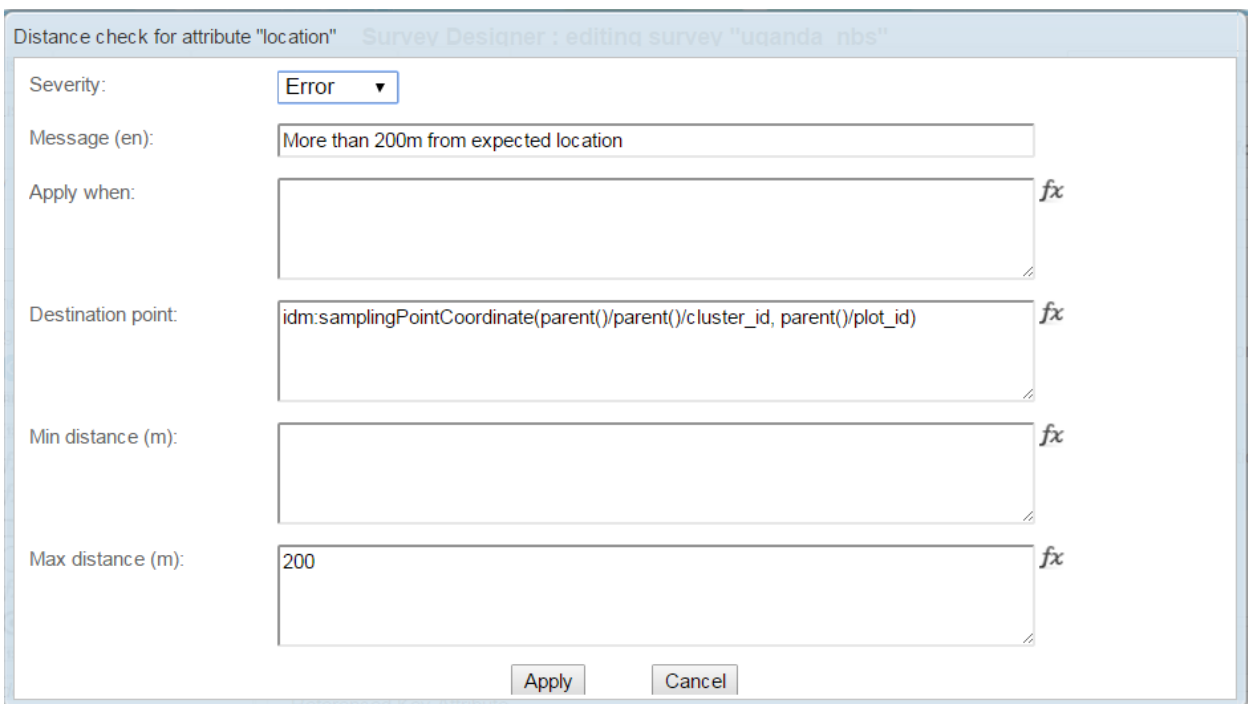 Distance check for attribute "location" Survey Designer : editing survey "uganda_nbs"
Severity: Error
Message (en): More than 200m from expected location
Apply when: fx
Destination point: idm:samplingPointCoordinate(parent()/parent()/cluster_id, parent()/plot_id) fx
Min distance (m): fx
Max distance (m): 200 fx
Apply Cancel